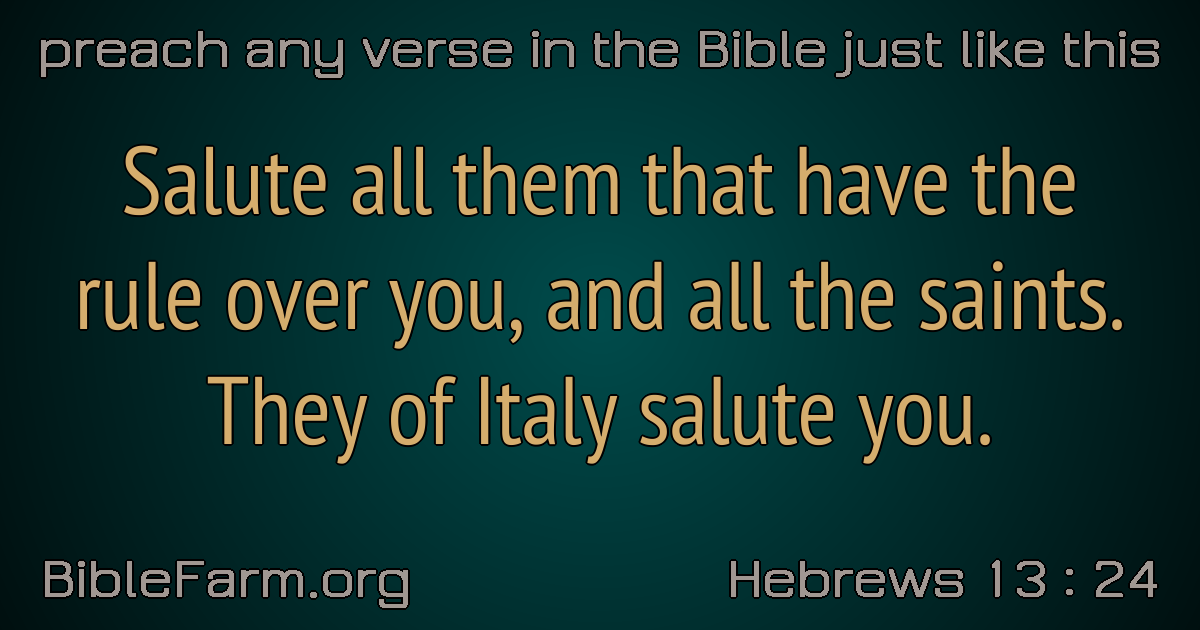 preach any verse in the Bible just like this
Salute all them that have the
rule over you, and all the saints.
They of Italy salute you.
BibleFarm.org
Hebrews 13 : 24